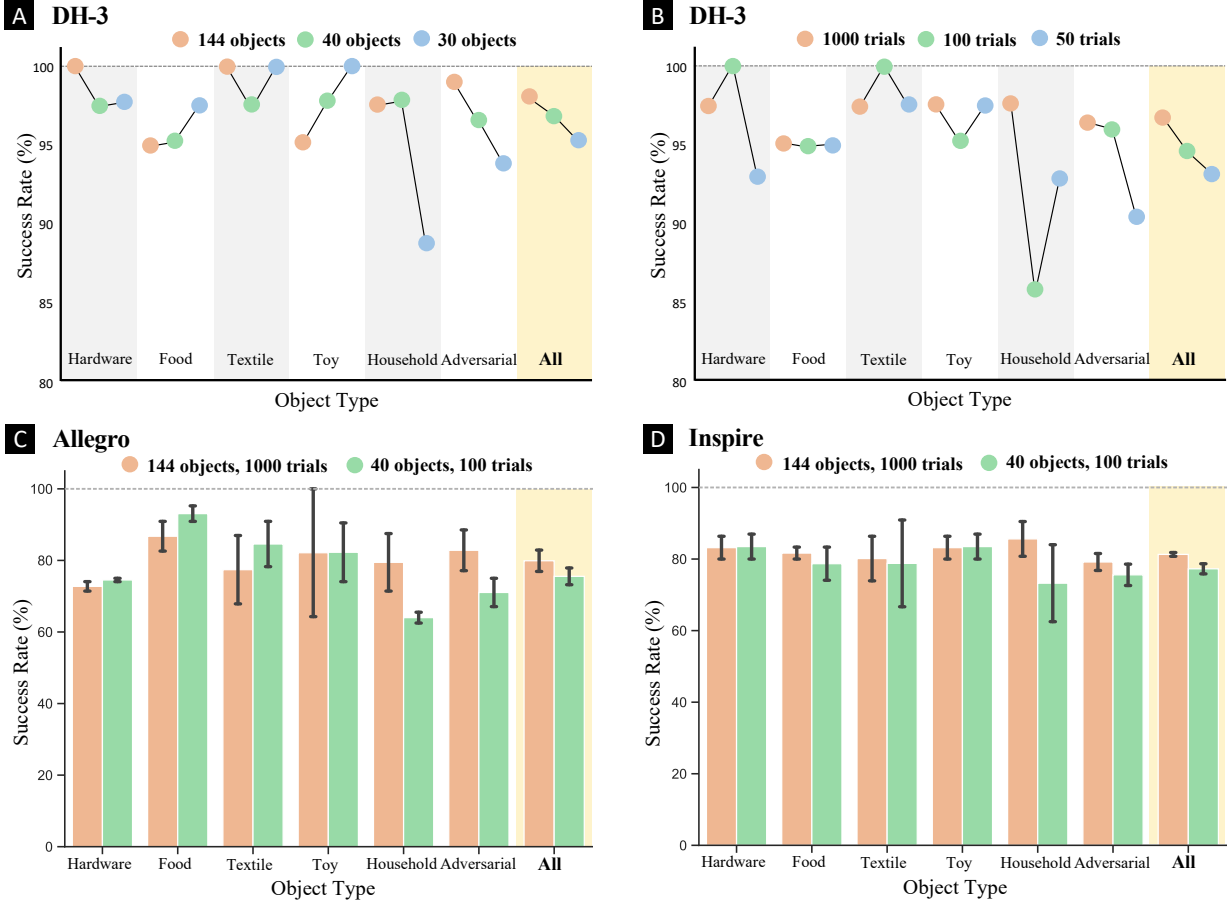 A DH-3
144 objects 40 objects 30 objects
Success Rate (%)
100
95
90
85
80
Hardware Food Textile Toy Household Adversarial All
Object Type
B DH-3
1000 trials 100 trials 50 trials
Success Rate (%)
100
95
90
85
80
Hardware Food Textile Toy Household Adversarial All
Object Type
C Allegro
144 objects, 1000 trials 40 objects, 100 trials
Success Rate (%)
100
80
60
40
20
0
Hardware Food Textile Toy Household Adversarial All
Object Type
D Inspire
144 objects, 1000 trials 40 objects, 100 trials
Success Rate (%)
100
80
60
40
20
0
Hardware Food Textile Toy Household Adversarial All
Object Type